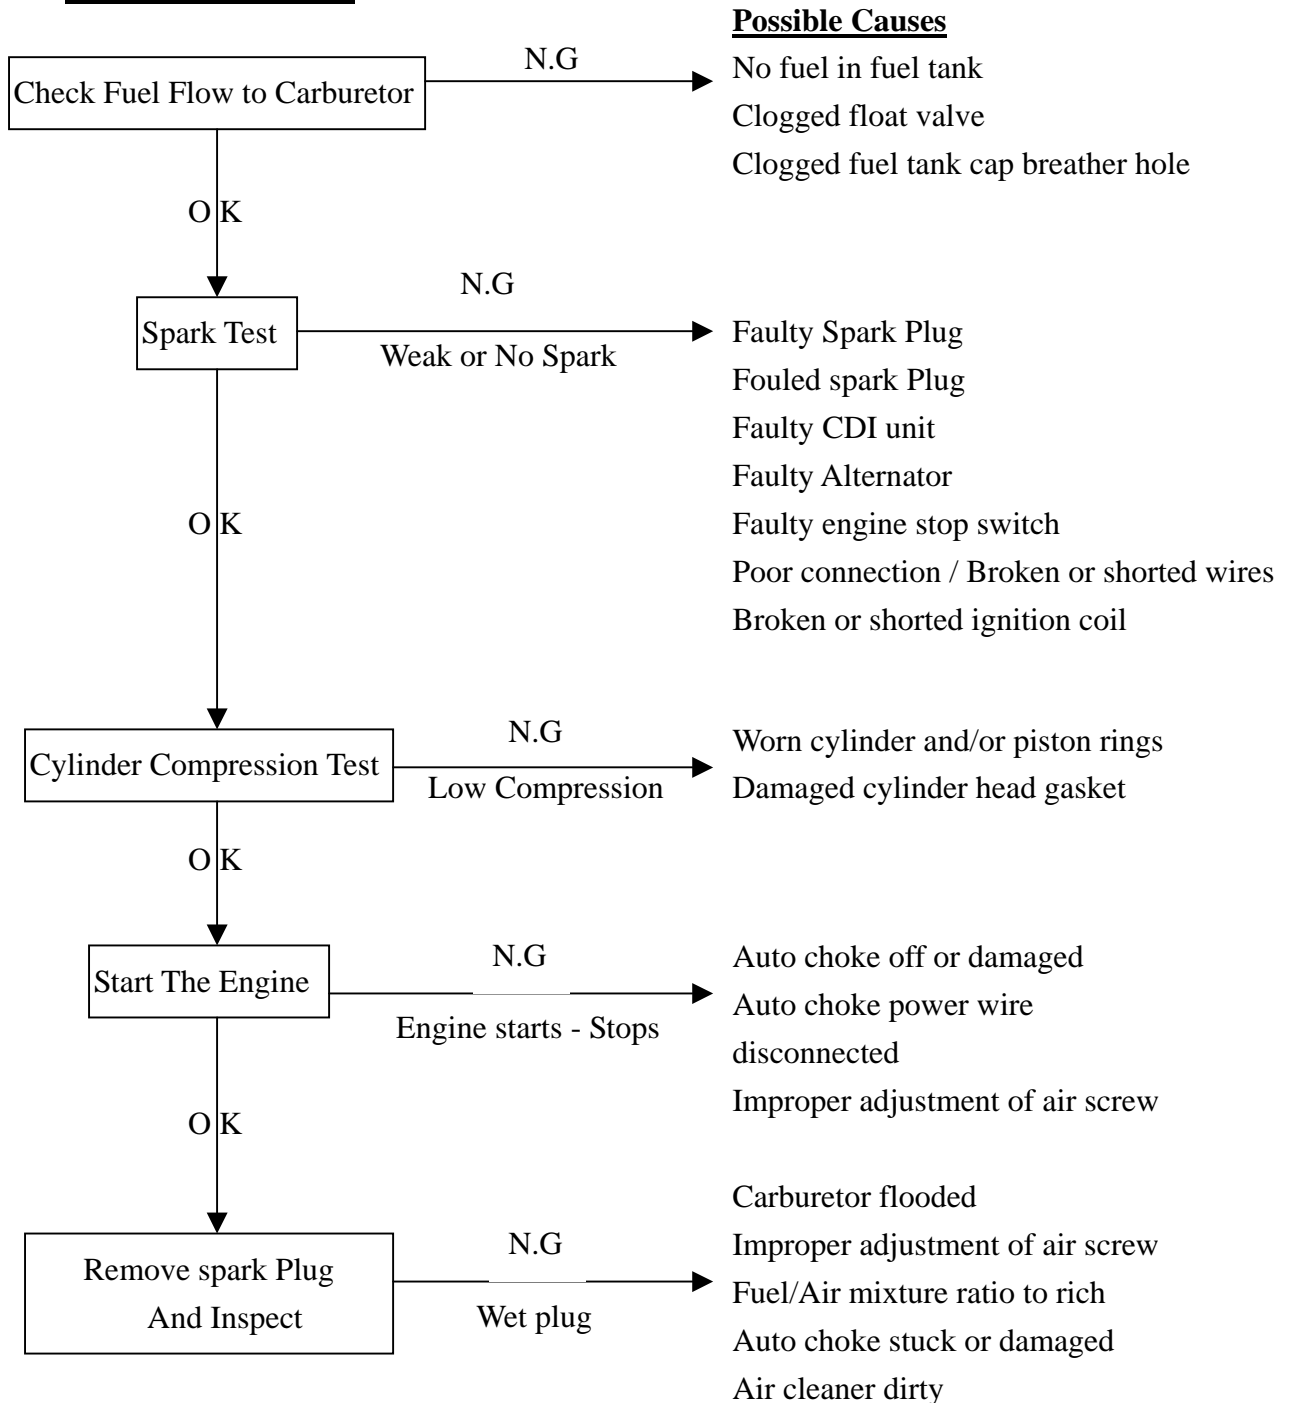 Possible Causes
Check Fuel Flow to Carburetor
N.G
No fuel in fuel tank
Clogged float valve
Clogged fuel tank cap breather hole
O K
Spark Test
N.G
Weak or No Spark
Faulty Spark Plug
Fouled spark Plug
Faulty CDI unit
Faulty Alternator
Faulty engine stop switch
Poor connection / Broken or shorted wires
Broken or shorted ignition coil
O K
Cylinder Compression Test
N.G
Low Compression
Worn cylinder and/or piston rings
Damaged cylinder head gasket
O K
Start The Engine
N.G
Engine starts - Stops
Auto choke off or damaged
Auto choke power wire
disconnected
Improper adjustment of air screw
O K
Remove spark Plug
And Inspect
N.G
Wet plug
Carburetor flooded
Improper adjustment of air screw
Fuel/Air mixture ratio to rich
Auto choke stuck or damaged
Air cleaner dirty